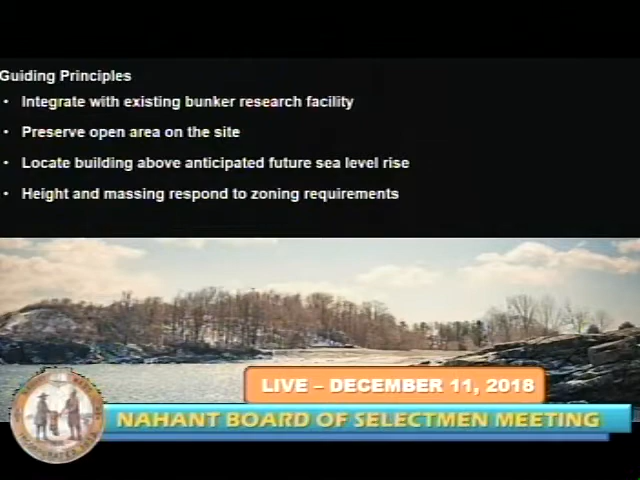 Guiding Principles
• Integrate with existing bunker research facility
• Preserve open area on the site
• Locate building above anticipated future sea level rise
• Height and massing respond to zoning requirements
LIVE – DECEMBER 11, 2018
NAHANT BOARD OF SELECTMEN MEETING